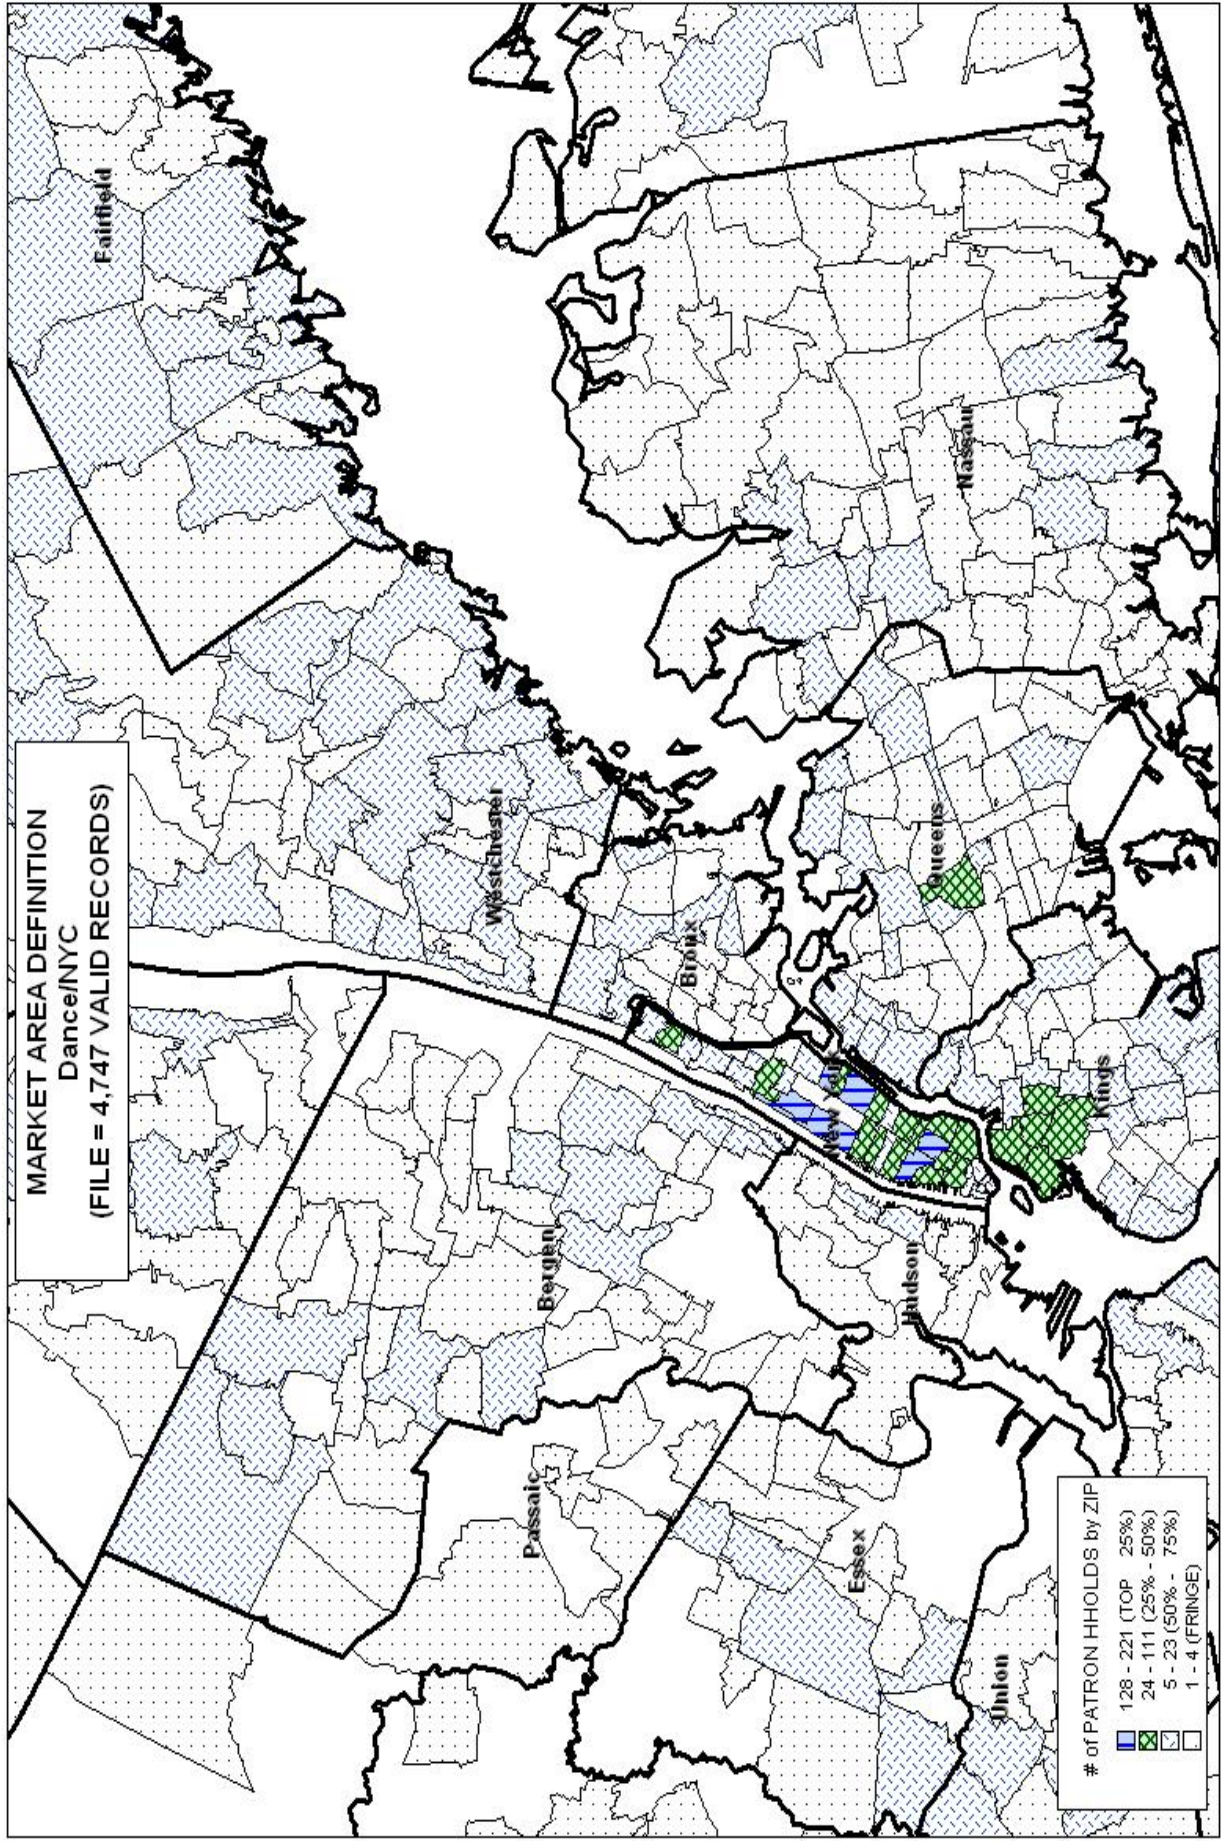 MARKET AREA DEFINITION
Dance/NYC
(FILE = 4,747 VALID RECORDS)
Fairfield
Westchester
Bergen
Passaic
Bronx
New York
Hudson
Essex
Union
Queens
Nassau
Kings
# of PATRON HHOLDS by ZIP
128 - 221 (TOP 25%)
24 - 111 (25% - 50%)
5 - 23 (50% - 75%)
1 - 4 (FRINGE)